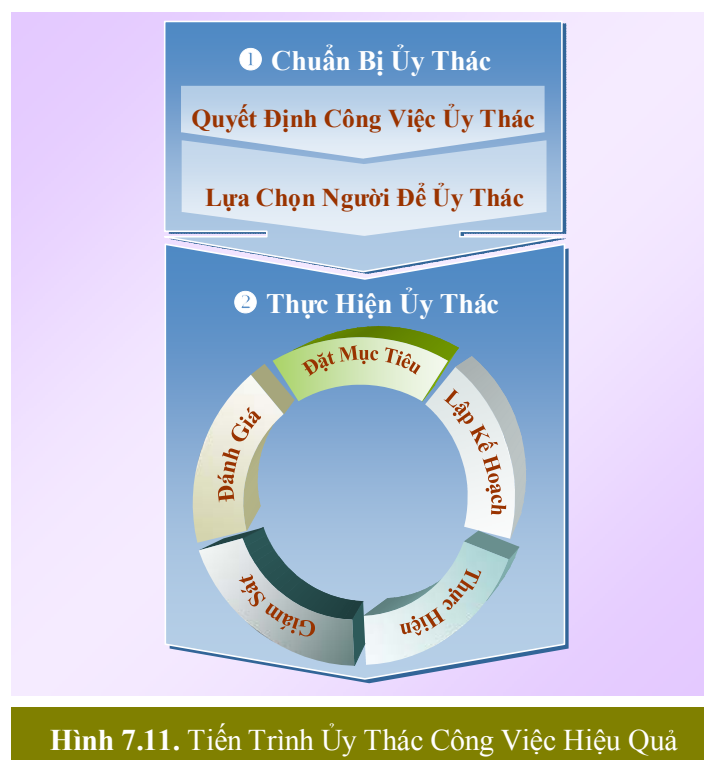 ❶ Chuẩn Bị Ủy Thác
Quyết Định Công Việc Ủy Thác
Lựa Chọn Người Để Ủy Thác
❷ Thực Hiện Ủy Thác
Đặt Mục Tiêu
Lập Kế Hoạch
Thực Hiện
Giám Sát
Đánh Giá
Hình 7.11. Tiến Trình Ủy Thác Công Việc Hiệu Quả